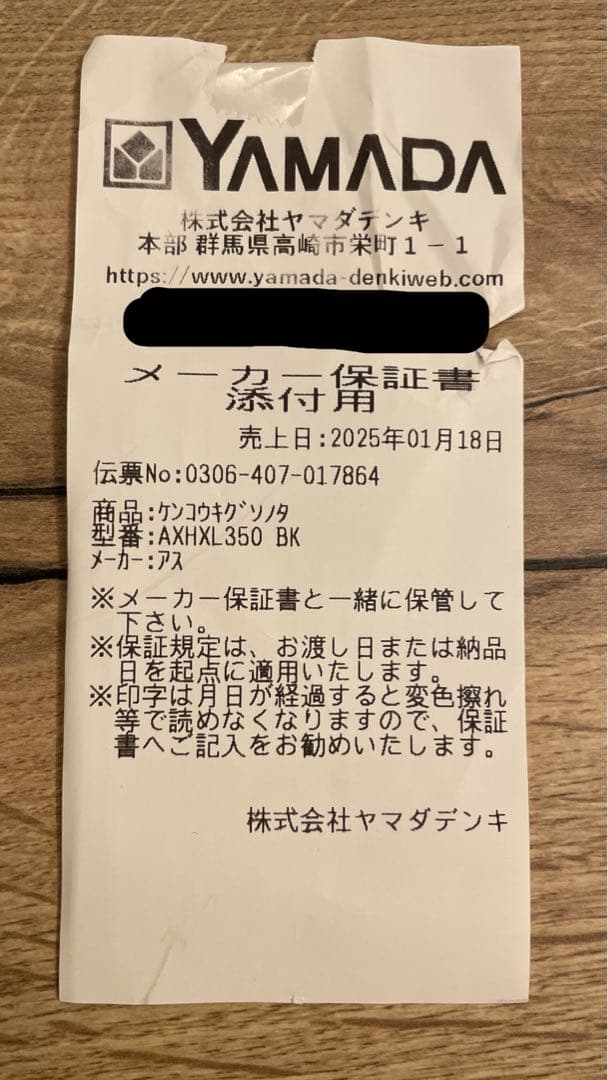 YAMADA
株式会社ヤマダデンキ
本部 群馬県高崎市栄町1-1
https://www.yamada-denkiweb.com
メーカー保証書
添付用
売上日:2025年01月18日
伝票No:0306-407-017864
商品:ｹﾝｺｳｷｸﾞｿﾉﾀ
型番:AXHXL350 BK
ﾒｰｶｰ:ｱｽ
※メーカー保証書と一緒に保管して
下さい。
※保証規定は、お渡し日または納品
日を起点に適用いたします。
※印字は月日が経過すると変色擦れ
等で読めなくなりますので、保証
書へご記入をお勧めいたします。
株式会社ヤマダデンキ